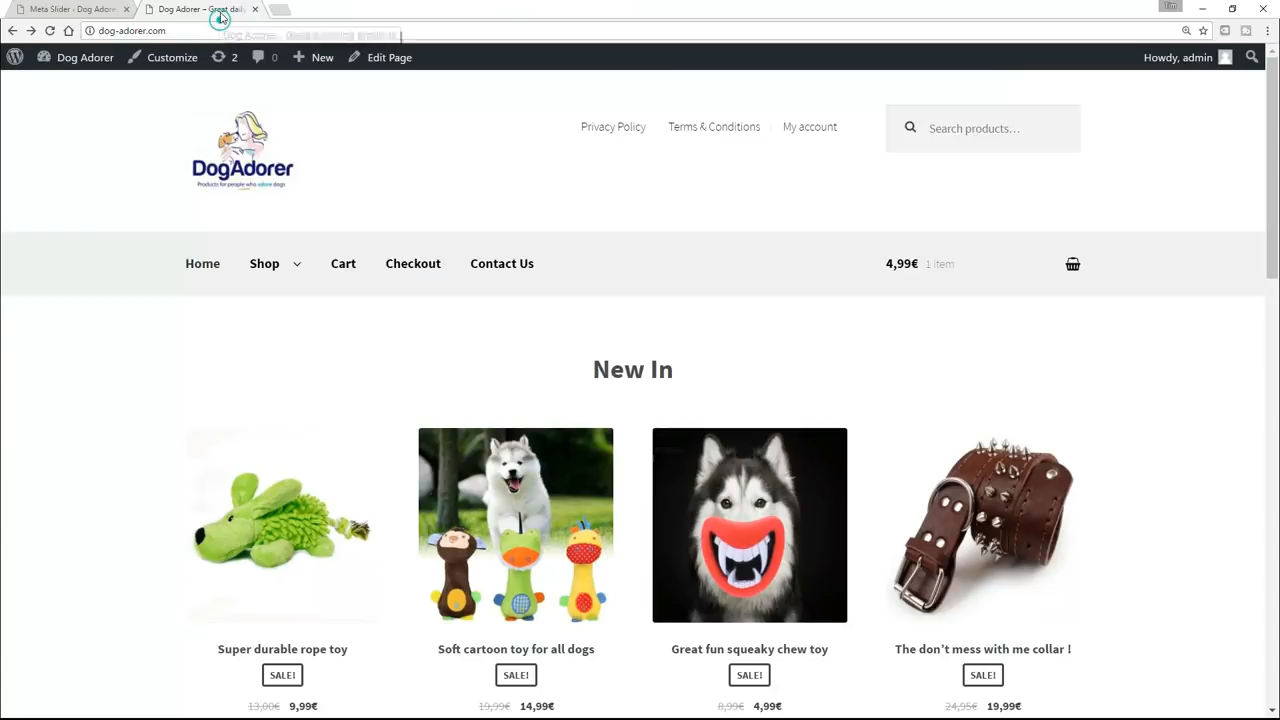 Meta Slider ‹ Dog Adore
Dog Adorer – Great daily
Tim
dog-adorer.com
Dog Adorer
Customize
2
0
New
Edit Page
Howdy, admin
DogAdorer
Products for people who adore dogs
Privacy Policy
Terms & Conditions
My account
Search products…
Home
Shop
Cart
Checkout
Contact Us
4,99€ 1 item
New In
Super durable rope toy
SALE!
13,00€ 9,99€
Soft cartoon toy for all dogs
SALE!
19,99€ 14,99€
Great fun squeaky chew toy
SALE!
8,99€ 4,99€
The don’t mess with me collar !
SALE!
24,95€ 19,99€